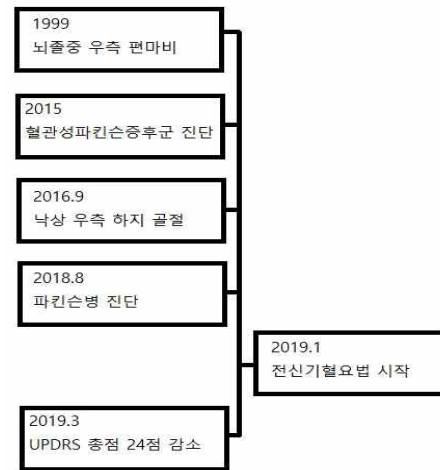 1999
뇌졸중 우측 편마비
2015
혈관성파킨슨증후군 진단
2016.9
낙상 우측 하지 골절
2018.8
파킨슨병 진단
2019.1
전신기혈요법 시작
2019.3
UPDRS 총점 24점 감소